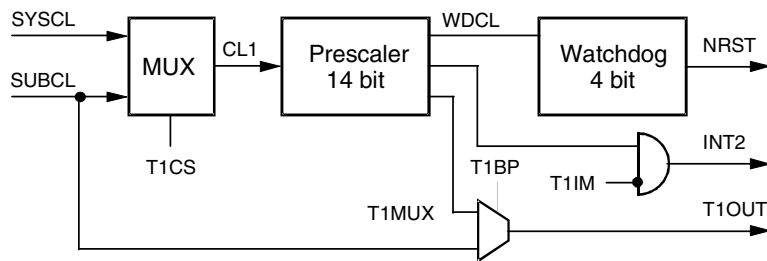 SYSCL
SUBCL
MUX
CL1
T1CS
Prescaler
14 bit
WDCL
Watchdog
4 bit
NRST
INT2
T1BP
T1IM
T1MUX
T1OUT